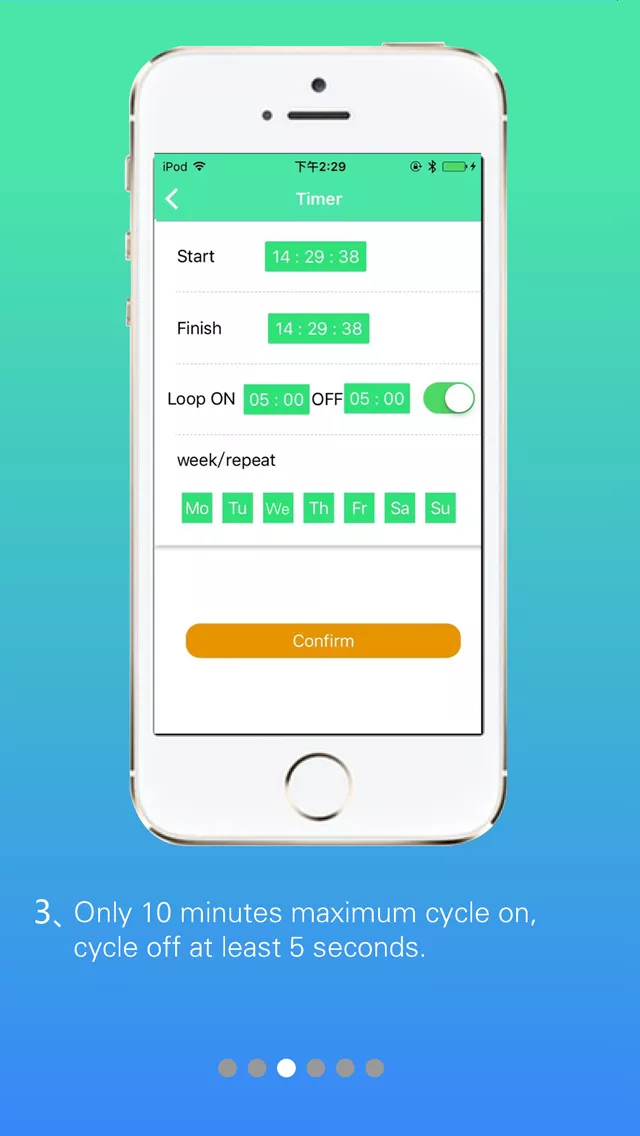 iPod 下午2:29
Timer
Start 14 : 29 : 38
Finish 14 : 29 : 38
Loop ON 05 : 00 OFF 05 : 00
week/repeat
Mo Tu We Th Fr Sa Su
Confirm
3、Only 10 minutes maximum cycle on,
cycle off at least 5 seconds.